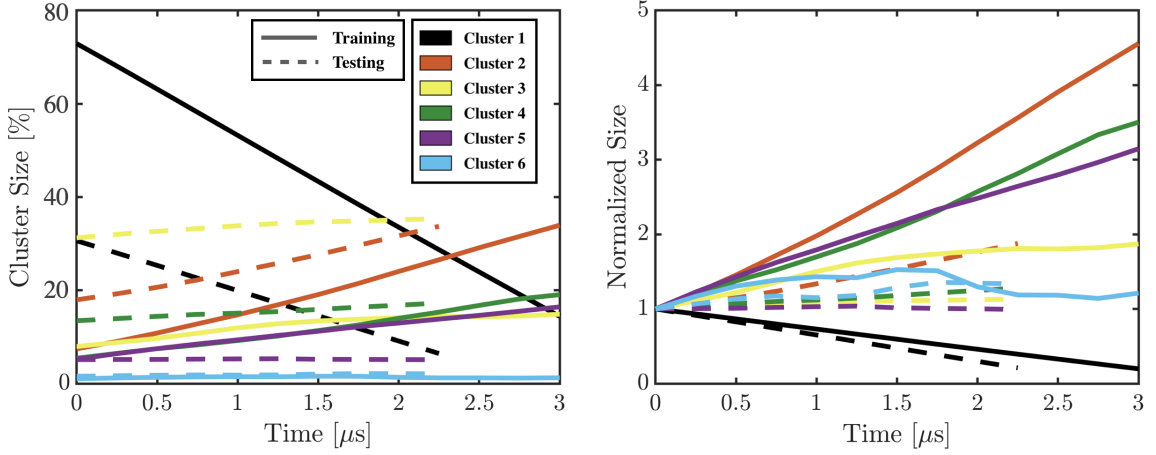 80
60
40
20
0
Cluster Size [%]
0
0.5
1
1.5
2
2.5
3
Time [μs]
Training
Testing
Cluster 1
Cluster 2
Cluster 3
Cluster 4
Cluster 5
Cluster 6
5
4
3
2
1
0
Normalized Size
0
0.5
1
1.5
2
2.5
3
Time [μs]